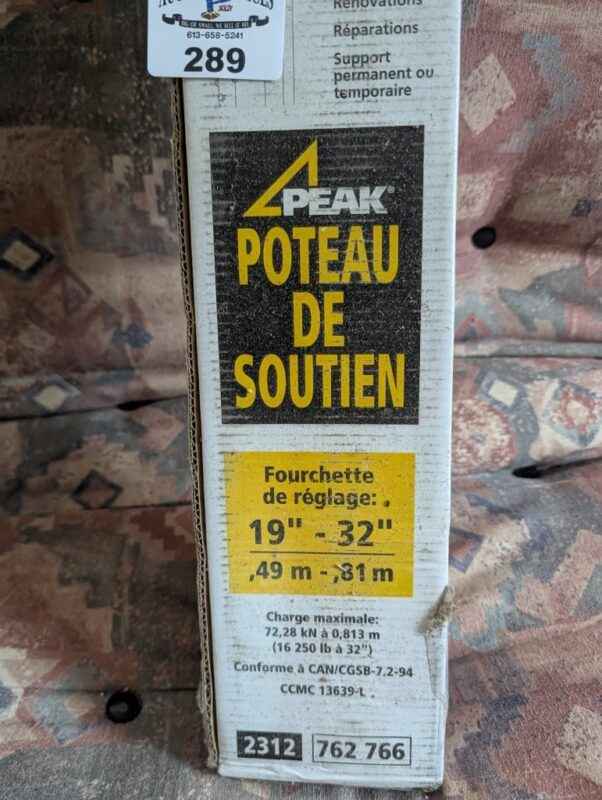 613-658-5241
289
Rénovations
Réparations
Support
permanent ou
temporaire
PEAK®
POTEAU
DE
SOUTIEN
Fourchette
de réglage:
19" - 32"
,49 m - ,81 m
Charge maximale:
72,28 kN à 0,813 m
(16 250 lb à 32")
Conforme à CAN/CGSB-7.2-94
CCMC 13639-L
2312 762 766